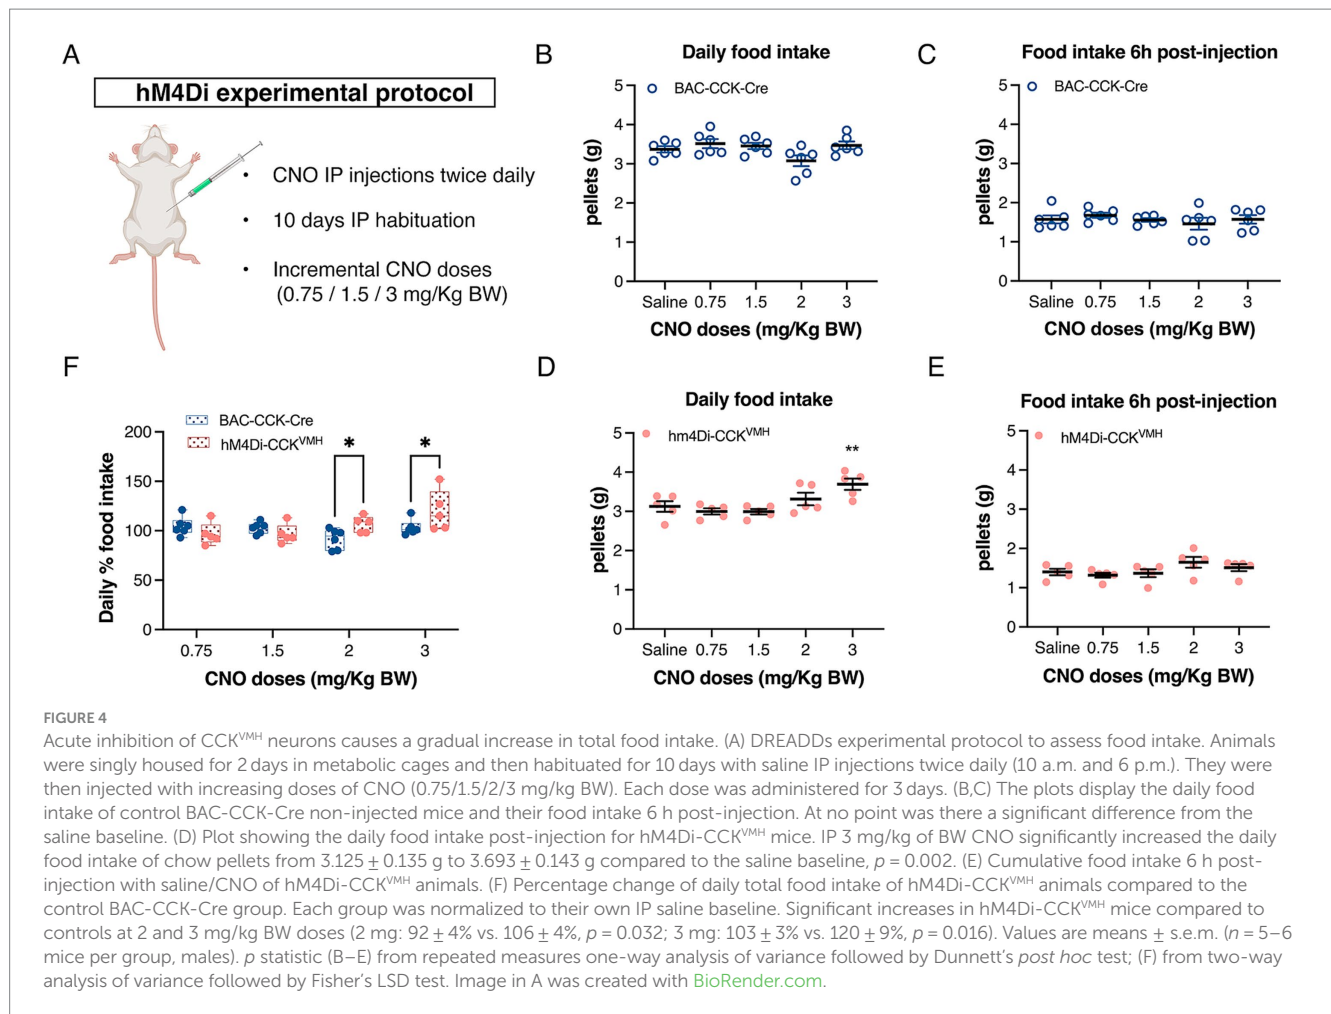 A
hM4Di experimental protocol
• CNO IP injections twice daily
• 10 days IP habituation
• Incremental CNO doses
(0.75 / 1.5 / 3 mg/Kg BW)
B
Daily food intake
BAC-CCK-Cre
pellets (g)
5
4
3
2
1
0
Saline 0.75 1.5 2 3
CNO doses (mg/Kg BW)
C
Food intake 6h post-injection
BAC-CCK-Cre
pellets (g)
5
4
3
2
1
0
Saline 0.75 1.5 2 3
CNO doses (mg/Kg BW)
F
BAC-CCK-Cre
hM4Di-CCKVMH
Daily % food intake
200
150
100
50
0
* *
0.75 1.5 2 3
CNO doses (mg/Kg BW)
D
Daily food intake
hm4Di-CCKVMH
**
pellets (g)
5
4
3
2
1
0
Saline 0.75 1.5 2 3
CNO doses (mg/Kg BW)
E
Food intake 6h post-injection
hM4Di-CCKVMH
pellets (g)
5
4
3
2
1
0
Saline 0.75 1.5 2 3
CNO doses (mg/Kg BW)
FIGURE 4
Acute inhibition of CCKVMH neurons causes a gradual increase in total food intake. (A) DREADDs experimental protocol to assess food intake. Animals
were singly housed for 2 days in metabolic cages and then habituated for 10 days with saline IP injections twice daily (10 a.m. and 6 p.m.). They were
then injected with increasing doses of CNO (0.75/1.5/2/3 mg/kg BW). Each dose was administered for 3 days. (B,C) The plots display the daily food
intake of control BAC-CCK-Cre non-injected mice and their food intake 6 h post-injection. At no point was there a significant difference from the
saline baseline. (D) Plot showing the daily food intake post-injection for hM4Di-CCKVMH mice. IP 3 mg/kg of BW CNO significantly increased the daily
food intake of chow pellets from 3.125 ± 0.135 g to 3.693 ± 0.143 g compared to the saline baseline, p = 0.002. (E) Cumulative food intake 6 h post-
injection with saline/CNO of hM4Di-CCKVMH animals. (F) Percentage change of daily total food intake of hM4Di-CCKVMH animals compared to the
control BAC-CCK-Cre group. Each group was normalized to their own IP saline baseline. Significant increases in hM4Di-CCKVMH mice compared to
controls at 2 and 3 mg/kg BW doses (2 mg: 92 ± 4% vs. 106 ± 4%, p = 0.032; 3 mg: 103 ± 3% vs. 120 ± 9%, p = 0.016). Values are means ± s.e.m. (n = 5–6
mice per group, males). p statistic (B–E) from repeated measures one-way analysis of variance followed by Dunnett's post hoc test; (F) from two-way
analysis of variance followed by Fisher's LSD test. Image in A was created with BioRender.com.